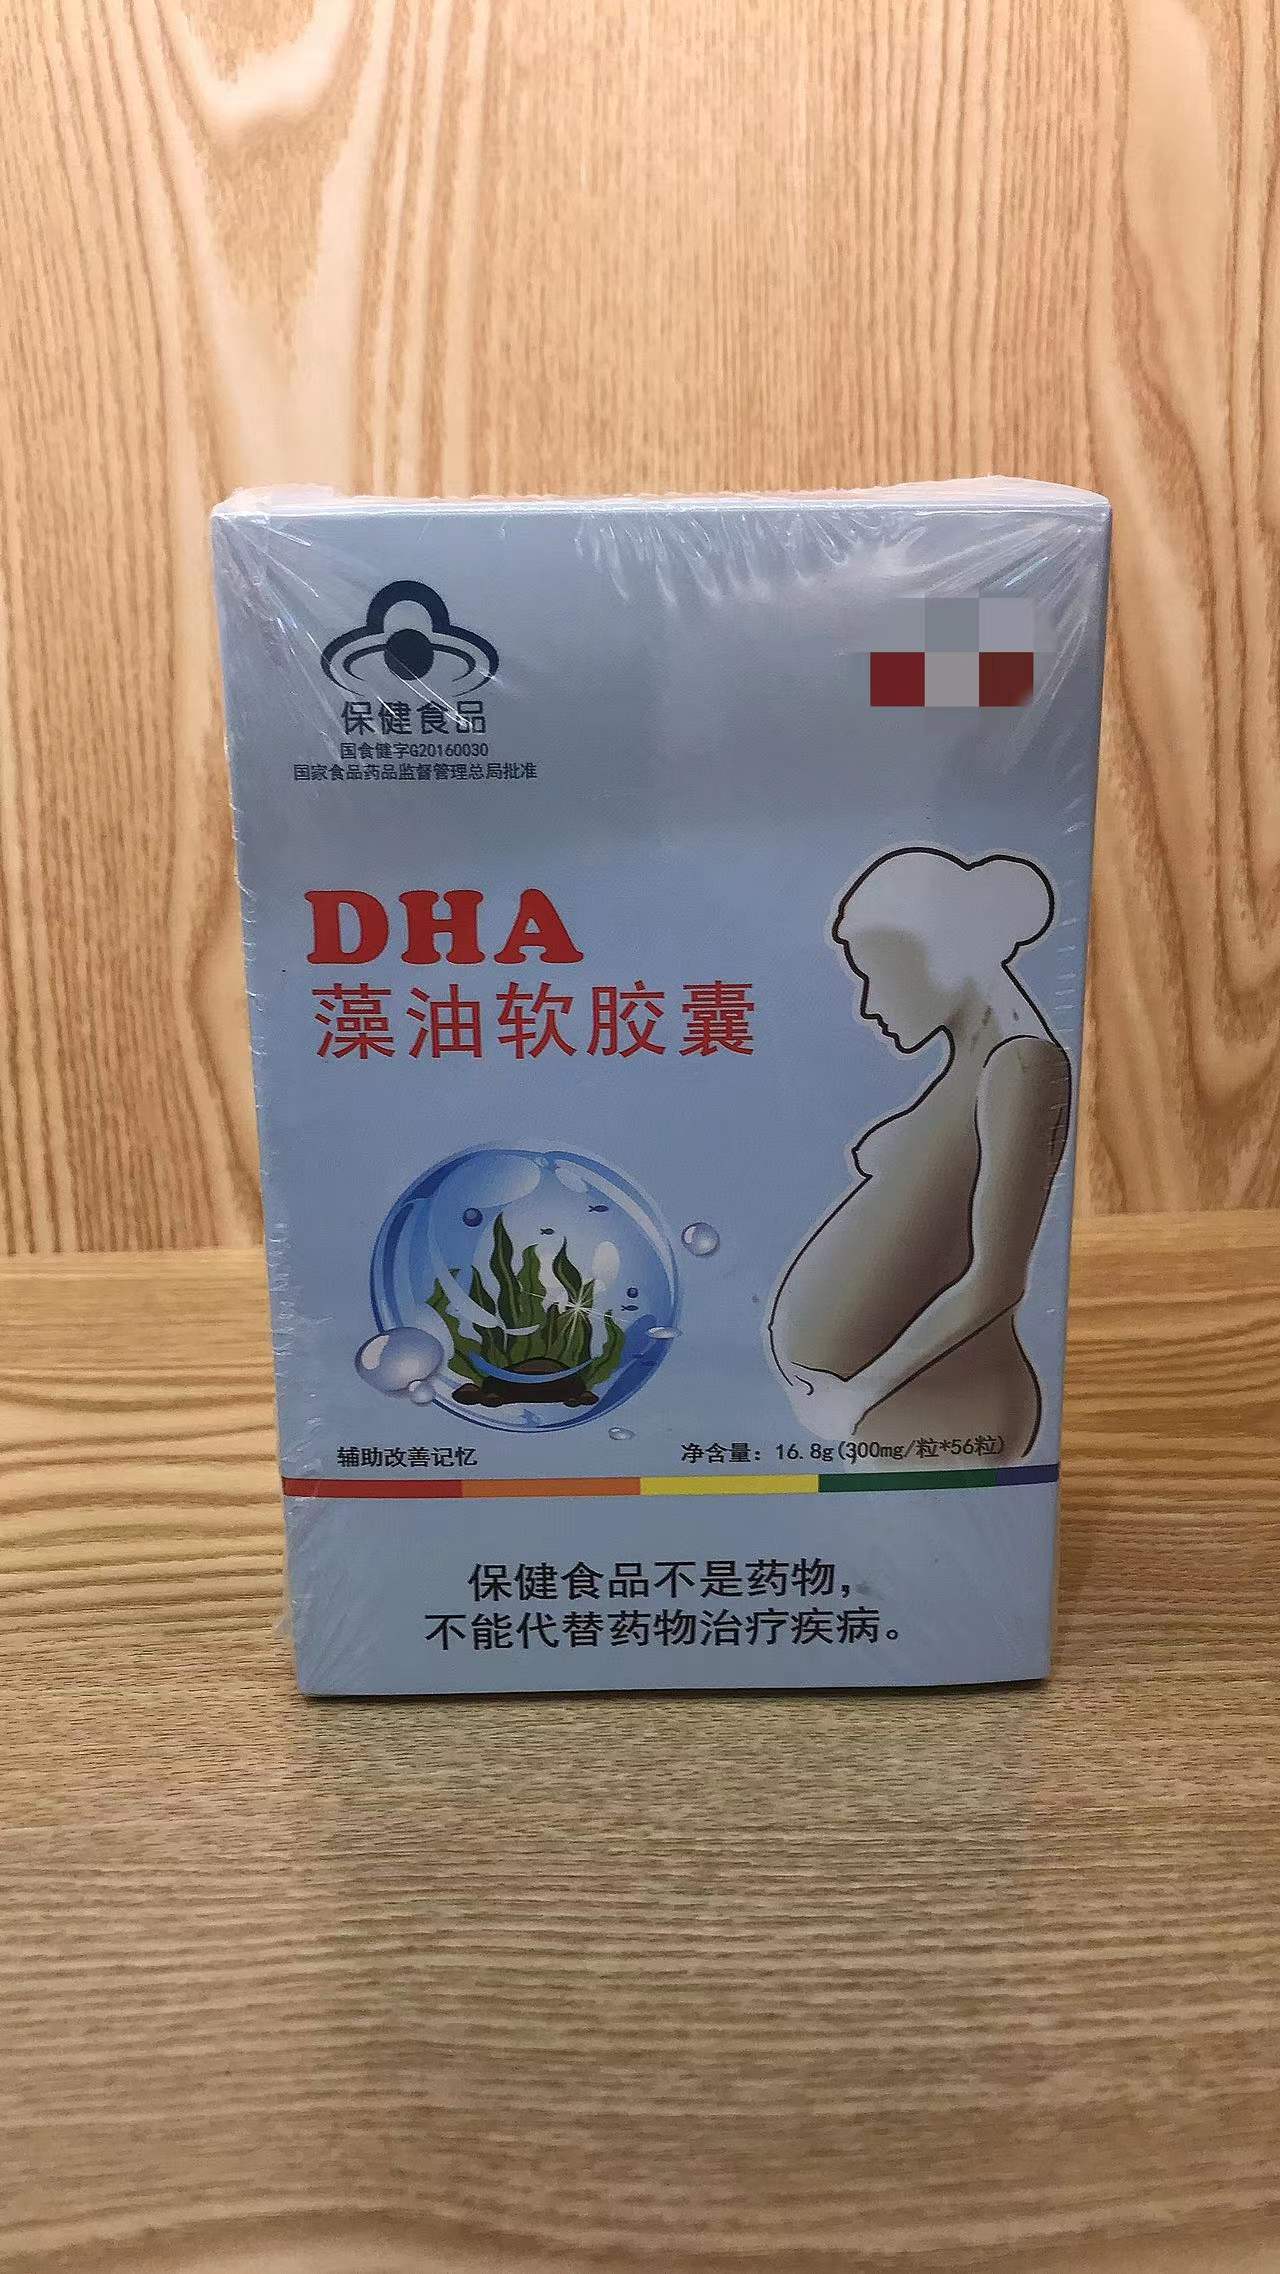 保健食品
国食健字G20160030
国家食品药品监督管理总局批准
DHA
藻油软胶囊
辅助改善记忆
净含量：16.8g(300mg/粒*56粒)
保健食品不是药物，
不能代替药物治疗疾病。